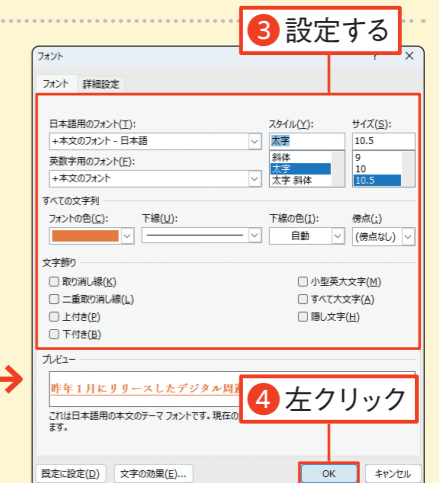 ❸ 設定する
フォント ? ×
フォント 詳細設定
日本語用のフォント(T): スタイル(Y): サイズ(S):
+本文のフォント - 日本語 太字 10.5
英数字用のフォント(F): 斜体 9
+本文のフォント 太字 10
太字 斜体 10.5
すべての文字列
フォントの色(C): 下線(U): 下線の色(I): 傍点(;)
自動 (傍点なし)
文字飾り
取り消し線(K) 小型英大文字(M)
二重取り消し線(L) すべて大文字(A)
上付き(P) 隠し文字(H)
下付き(B)
プレビュー
昨年1月にリリースしたデジタル周
❹ 左クリック
これは日本語用の本文のテーマ フォントです。現在の
ます。
既定に設定(D) 文字の効果(E)... OK キャンセル